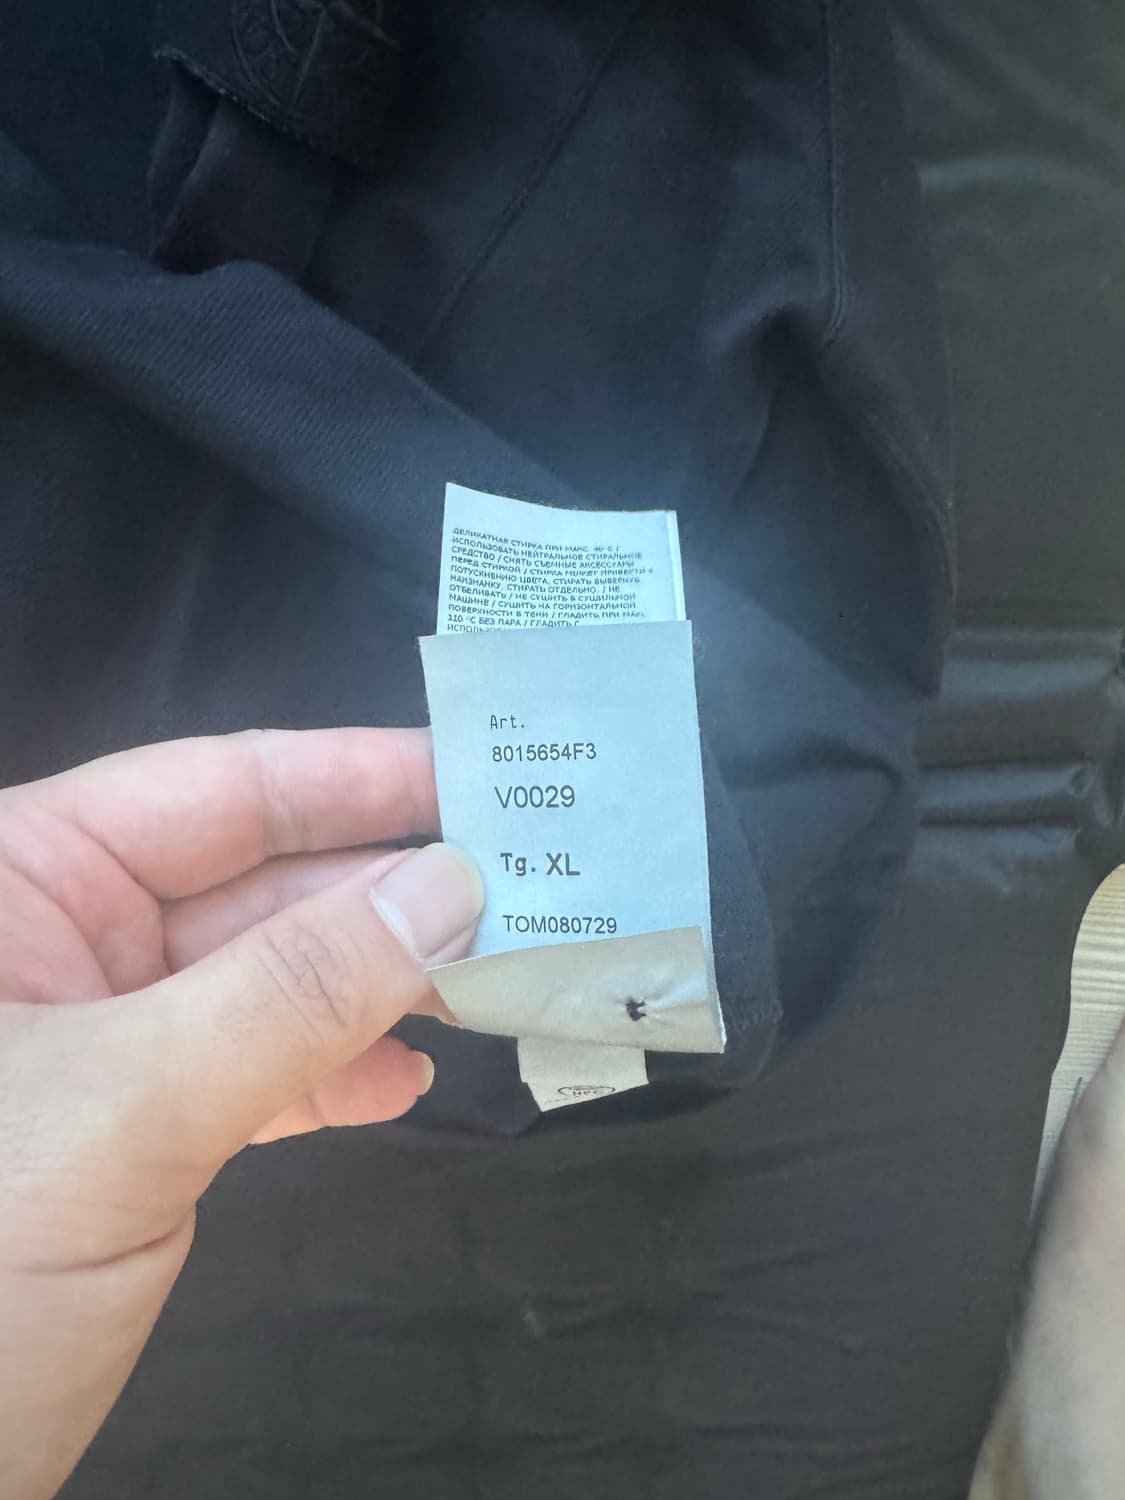 ДЕЛИКАТНАЯ СТИРКА ПРИ МАКС. 40°C /
ИСПОЛЬЗОВАТЬ НЕЙТРАЛЬНОЕ СТИРАЛЬНОЕ
СРЕДСТВО / СНЯТЬ СЪЕМНЫЕ АКСЕССУАРЫ
ПЕРЕД СТИРКОЙ / СТИРКА МОЖЕТ ПРИВЕСТИ К
ПОТУСКНЕНИЮ ЦВЕТА, СТИРАТЬ ВЫВЕРНУВ
НАИЗНАНКУ. СТИРАТЬ ОТДЕЛЬНО. / НЕ
ОТБЕЛИВАТЬ / НЕ СУШИТЬ В СУШИЛЬНОЙ
МАШИНЕ / СУШИТЬ НА ГОРИЗОНТАЛЬНОЙ
ПОВЕРХНОСТИ В ТЕНИ / ГЛАДИТЬ ПРИ МАКС.
110 °C БЕЗ ПАРА / ГЛАДИТЬ С
Art.
8015654F3
V0029
Tg. XL
TOM080729